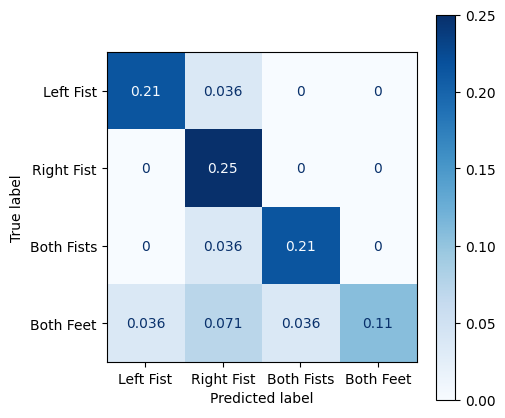 0.25
Left Fist 0.21 0.036 0 0
0.20
Right Fist 0 0.25 0 0
0.15
True label
0.10
Both Fists 0 0.036 0.21 0
0.05
Both Feet 0.036 0.071 0.036 0.11
0.00
Left Fist Right Fist Both Fists Both Feet
Predicted label